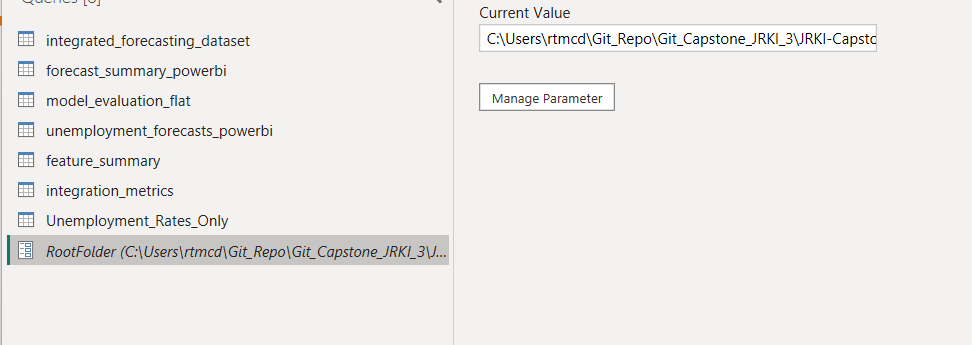 Queries [8]
integrated_forecasting_dataset
forecast_summary_powerbi
model_evaluation_flat
unemployment_forecasts_powerbi
feature_summary
integration_metrics
Unemployment_Rates_Only
RootFolder (C:\Users\rtmcd\Git_Repo\Git_Capstone_JRKI_3\J...
Current Value
C:\Users\rtmcd\Git_Repo\Git_Capstone_JRKI_3\JRKI-Capsto
Manage Parameter